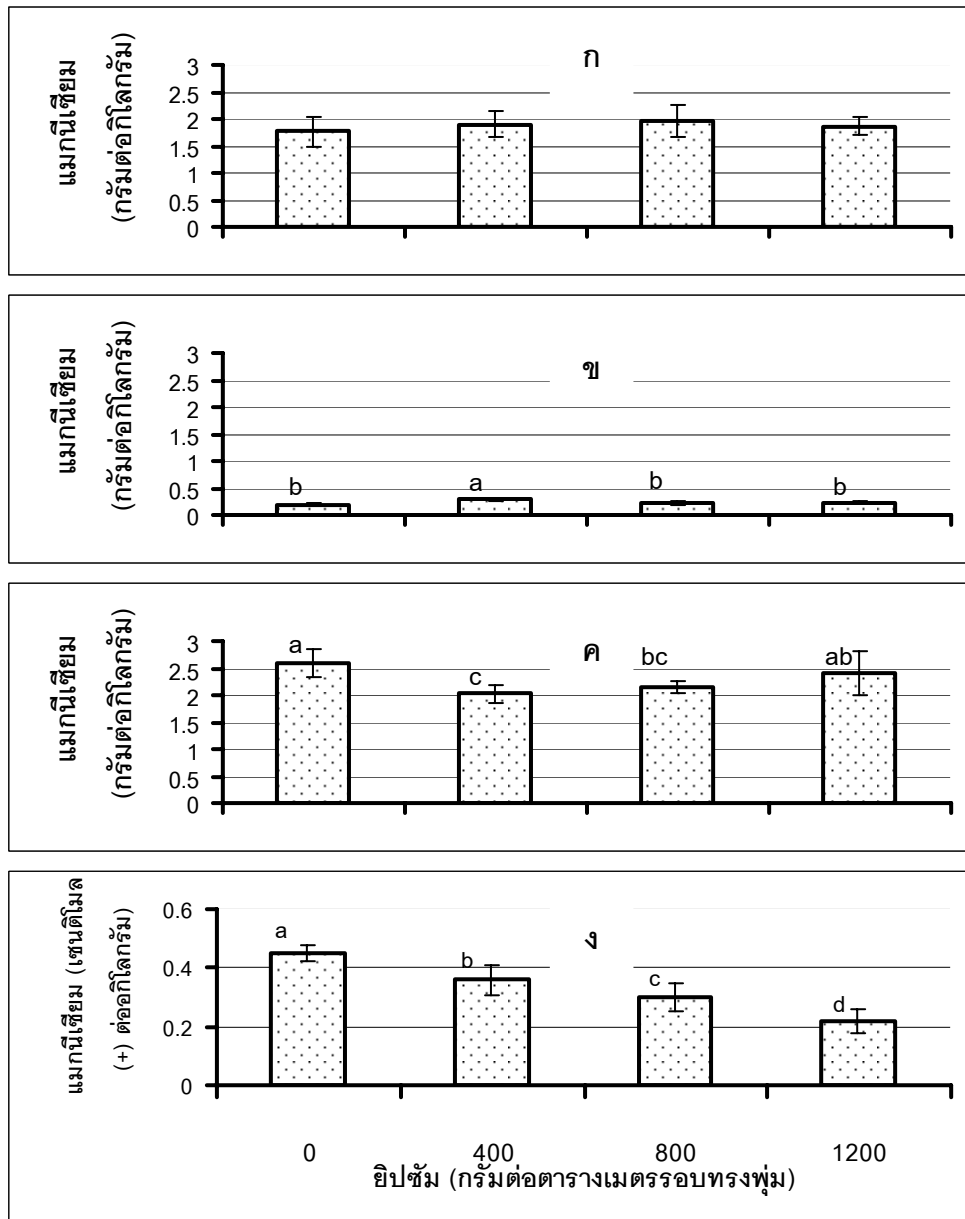 ก
แมกนีเซียม
(กรัมต่อกิโลกรัม)
3
2.5
2
1.5
1
0.5
0
ข
แมกนีเซียม
(กรัมต่อกิโลกรัม)
3
2.5
2
1.5
1
0.5
0
b
a
b
b
ค
แมกนีเซียม
(กรัมต่อกิโลกรัม)
3
2.5
2
1.5
1
0.5
0
a
c
bc
ab
ง
แมกนีเซียม (เซนติโมล
(+) ต่ออกิโลกรัม)
0.6
0.4
0.2
0
a
b
c
d
0 400 800 1200
ยิปซัม (กรัมต่อตารางเมตรรอบทรงพุ่ม)